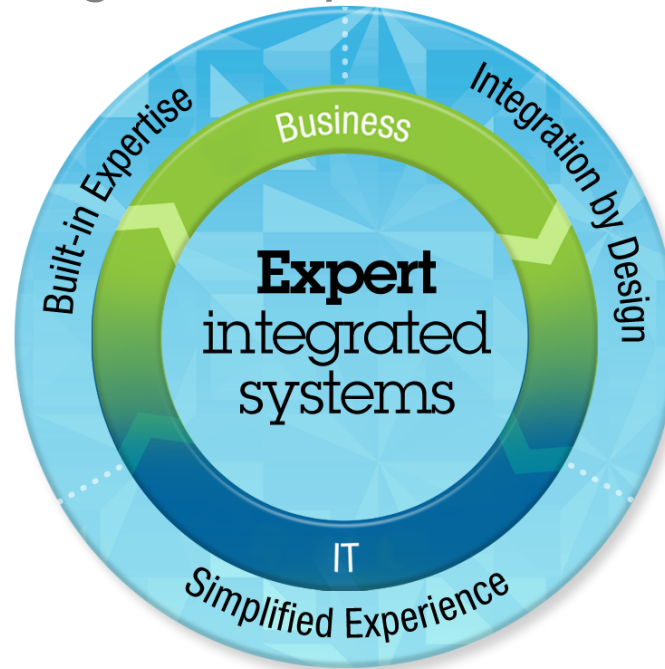 Built-in Expertise
Integration by Design
Business
Expert
integrated
systems
IT
Simplified Experience